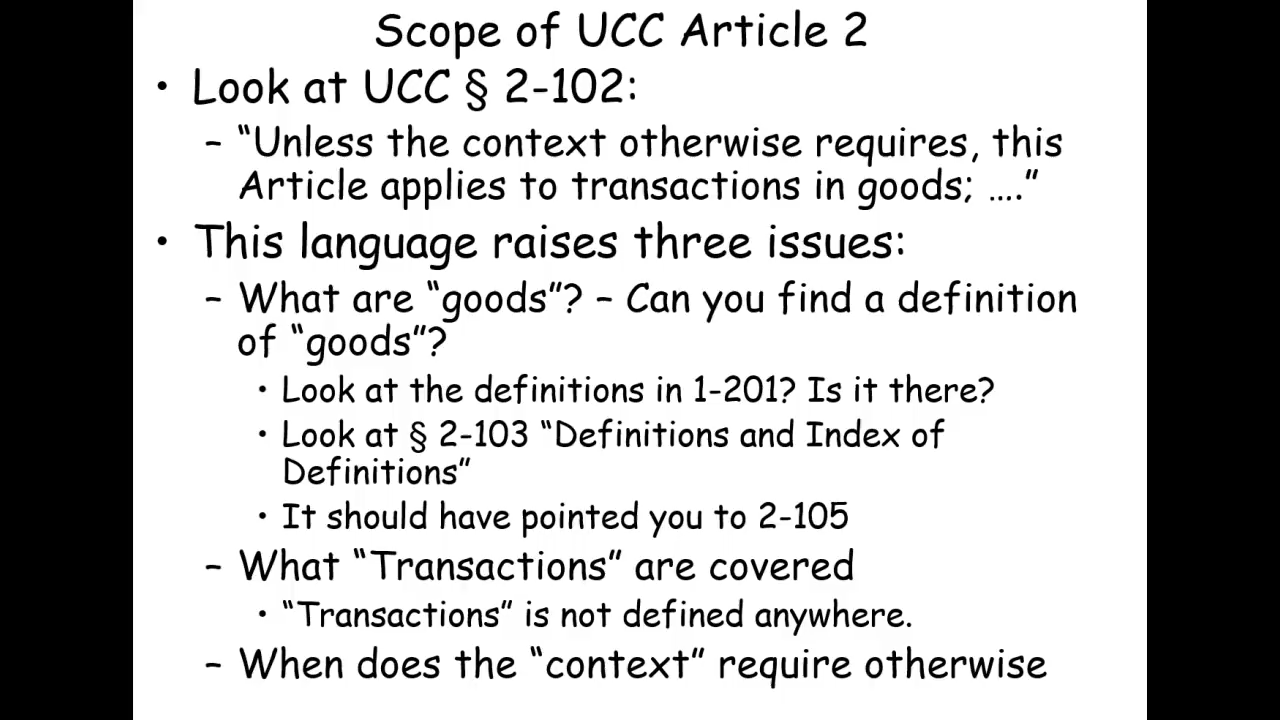 Scope of UCC Article 2
• Look at UCC § 2-102:
– “Unless the context otherwise requires, this
Article applies to transactions in goods; ….”
• This language raises three issues:
– What are “goods”? – Can you find a definition
of “goods”?
• Look at the definitions in 1-201? Is it there?
• Look at § 2-103 “Definitions and Index of
Definitions”
• It should have pointed you to 2-105
– What “Transactions” are covered
• “Transactions” is not defined anywhere.
– When does the “context” require otherwise